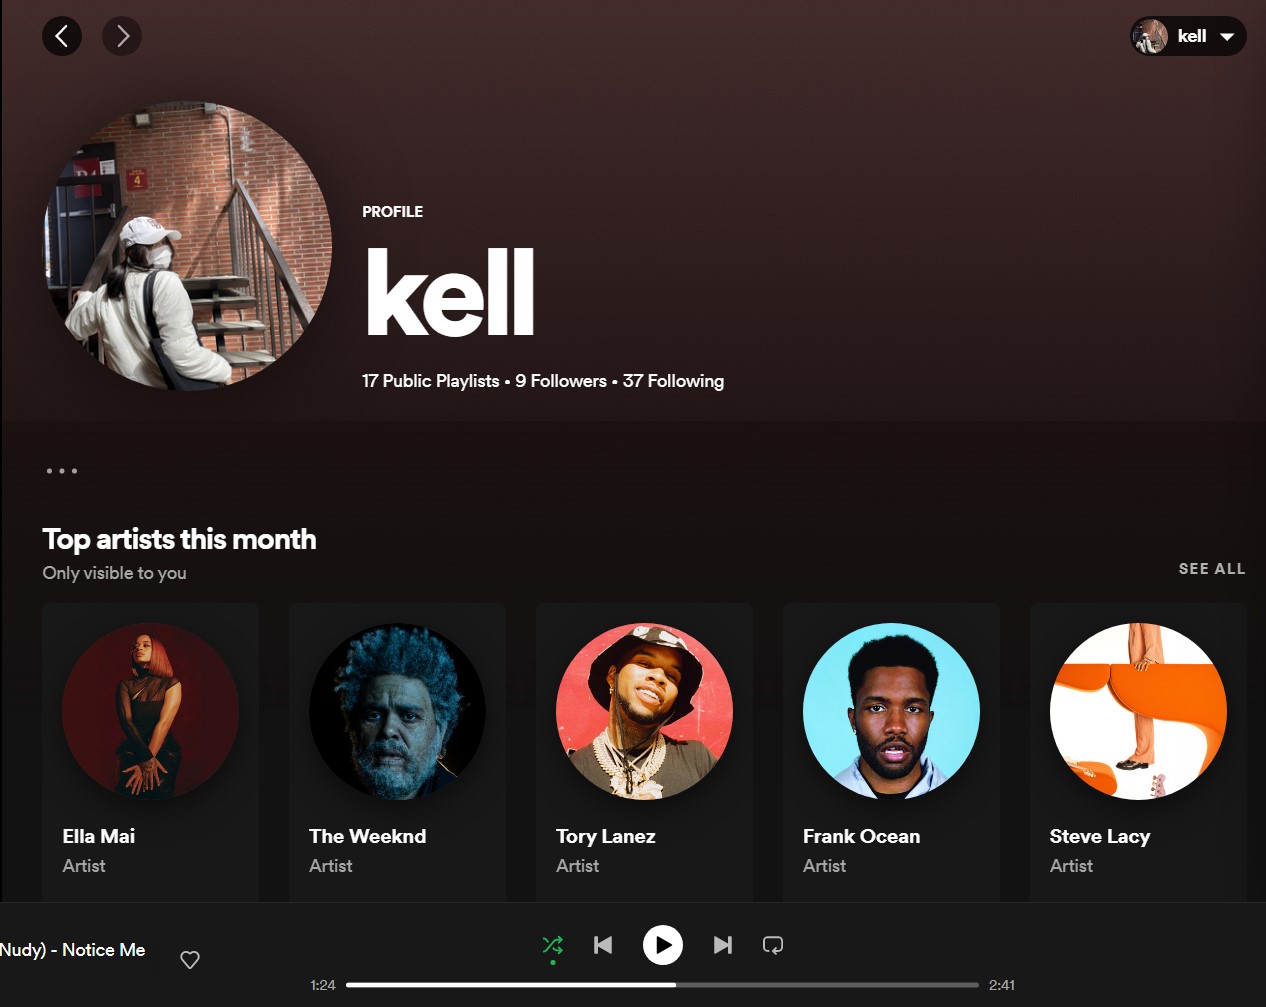 kell
4
PROFILE
kell
17 Public Playlists • 9 Followers • 37 Following
Top artists this month
Only visible to you
SEE ALL
Ella Mai
Artist
The Weeknd
Artist
Tory Lanez
Artist
Frank Ocean
Artist
Steve Lacy
Artist
Nudy) - Notice Me
1:24
2:41